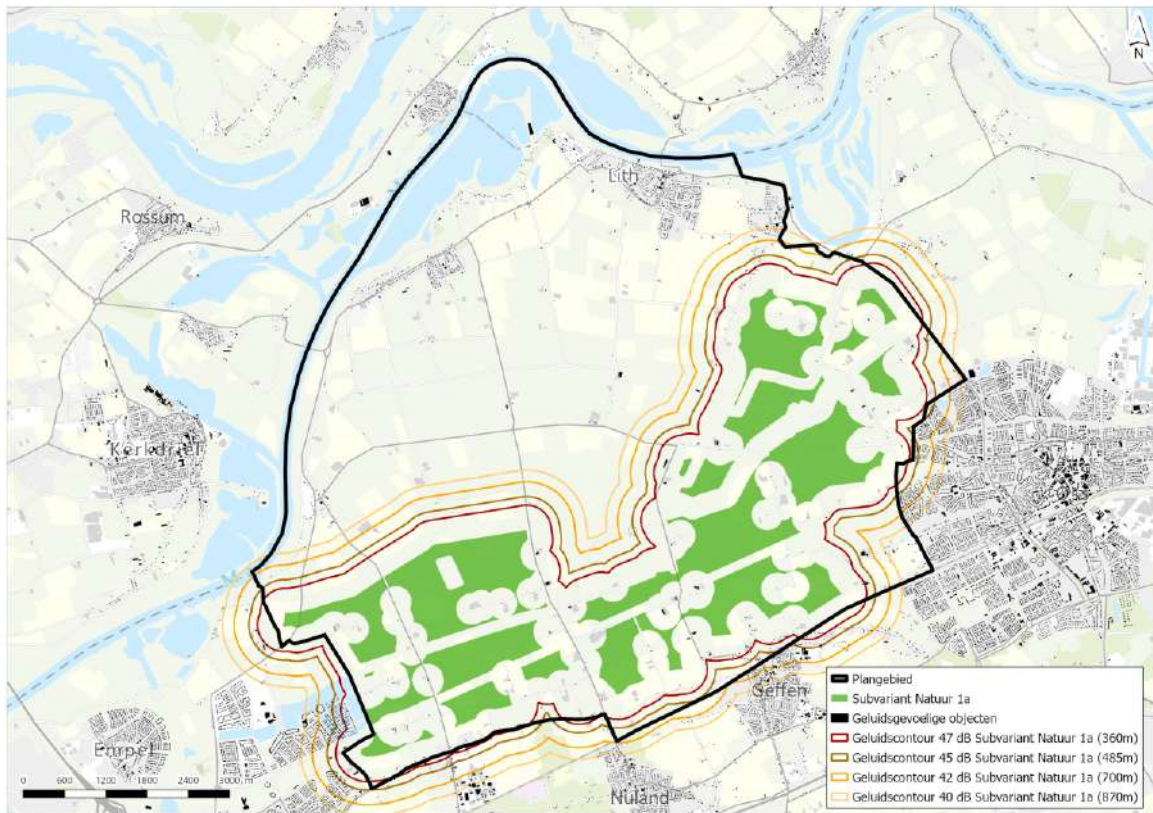 N
Lith
Rossum
Kerkdriel
M
Geffen
Empel
Nuland
0 600 1200 1800 2400 3000 m
Plangebied
Subvariant Natuur 1a
Geluidsgevoelige objecten
Geluidscontour 47 dB Subvariant Natuur 1a (360m)
Geluidscontour 45 dB Subvariant Natuur 1a (485m)
Geluidscontour 42 dB Subvariant Natuur 1a (700m)
Geluidscontour 40 dB Subvariant Natuur 1a (870m)